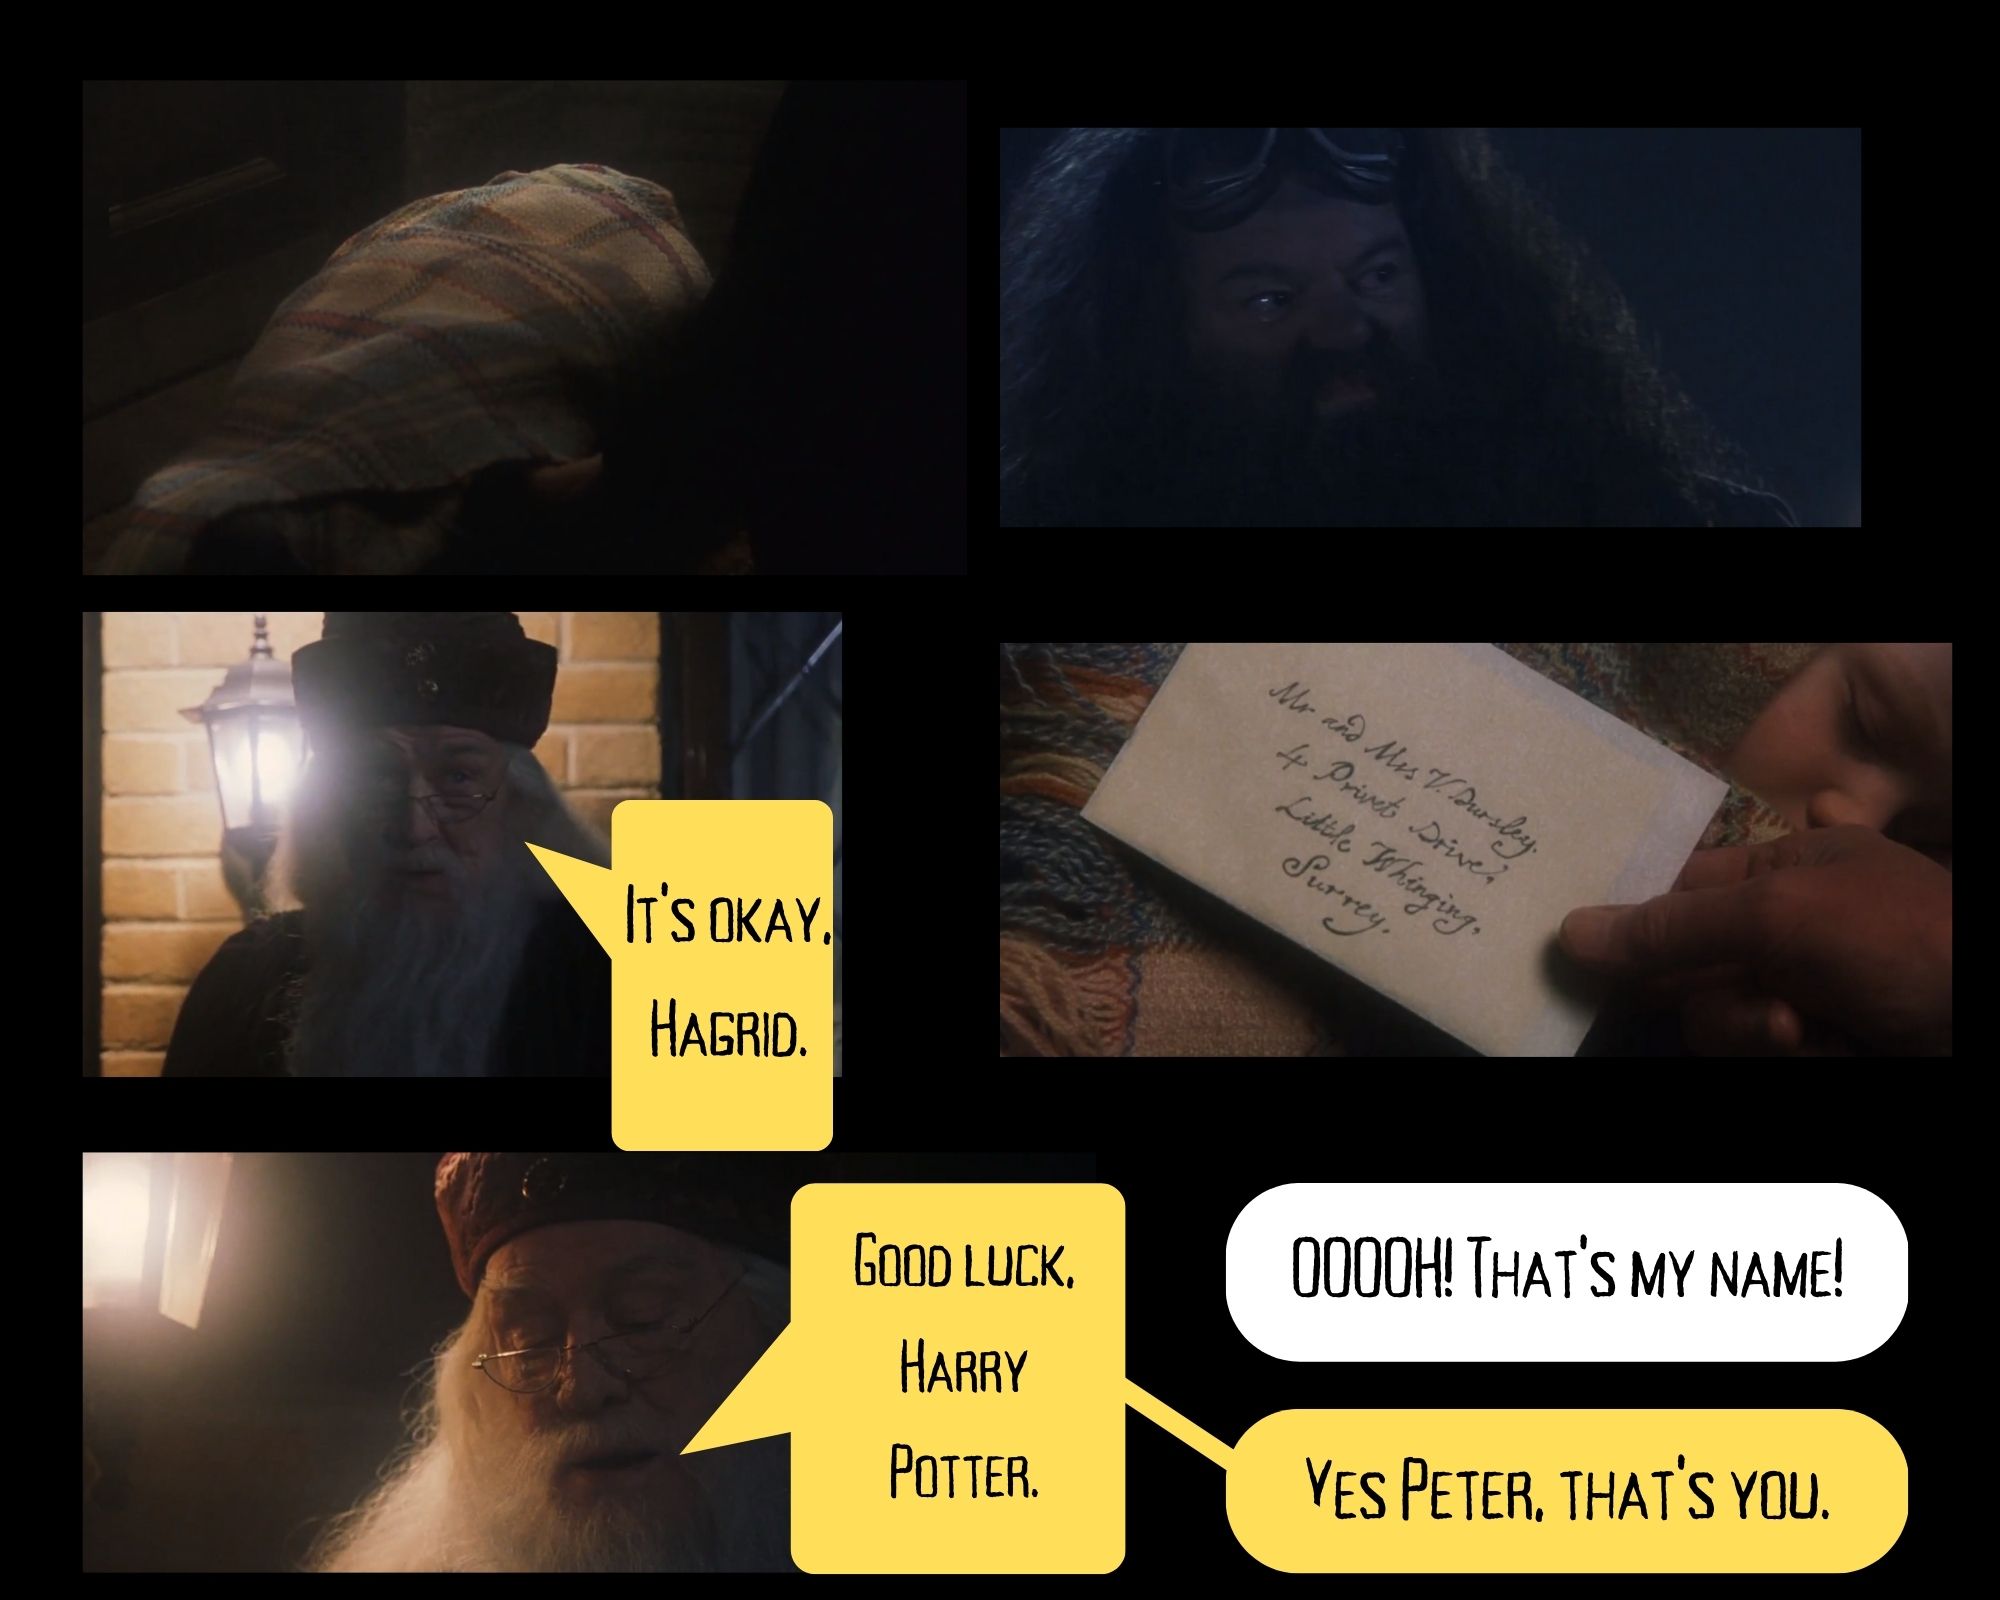 It's okay,
Hagrid.
Mr and Mrs V. Dursley,
4 Privet Drive,
Little Whinging,
Surrey.
Good luck,
Harry
Potter.
OOOOH! That's my name!
Yes Peter, that's you.